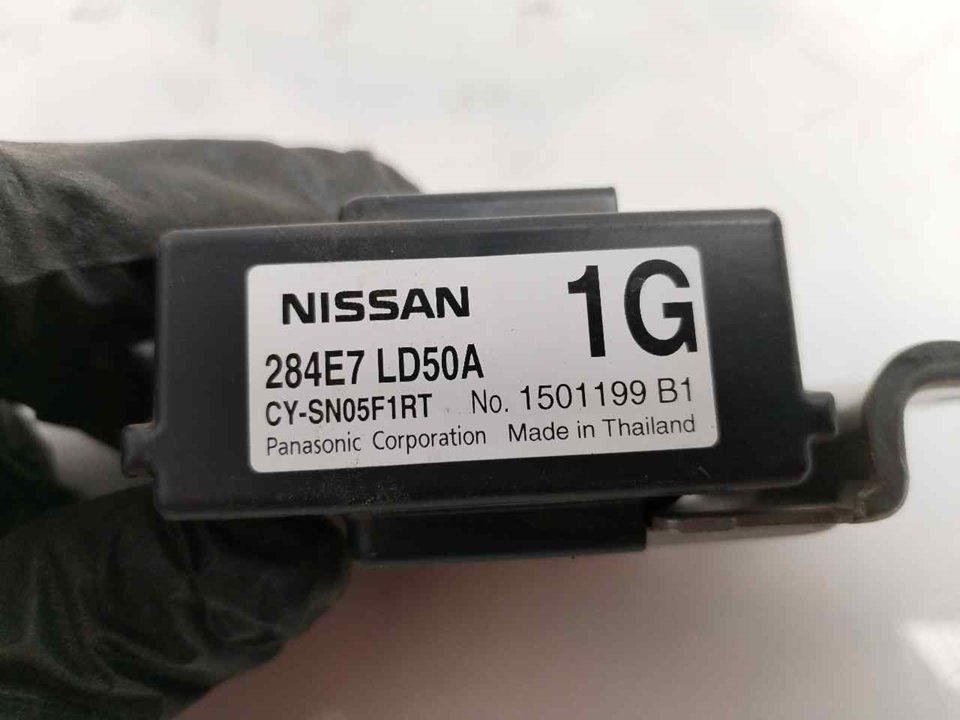 NISSAN 1G
284E7 LD50A
CY-SN05F1RT No. 1501199 B1
Panasonic Corporation Made in Thailand